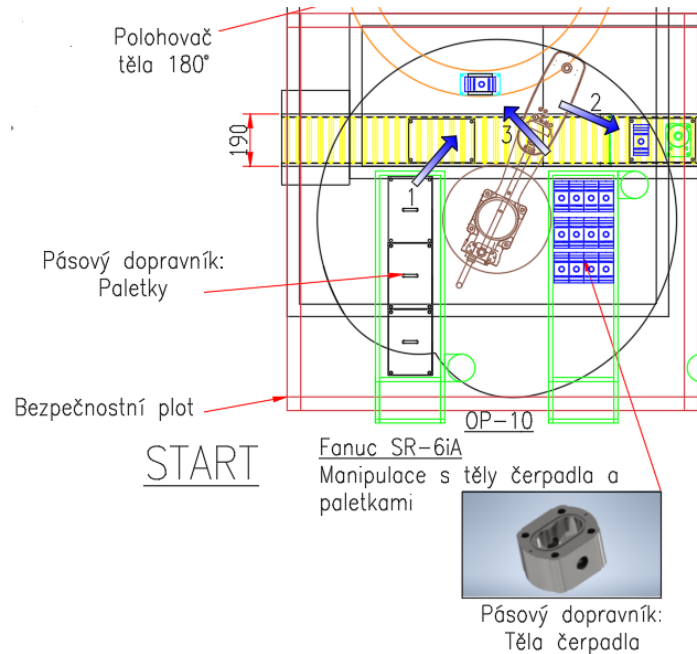 Polohovač
těla 180°
2
3
190
1
Pásový dopravník:
Paletky
Bezpečnostní plot
OP-10
START
Fanuc SR-6iA
Manipulace s těly čerpadla a
paletkami
Pásový dopravník:
Těla čerpadla